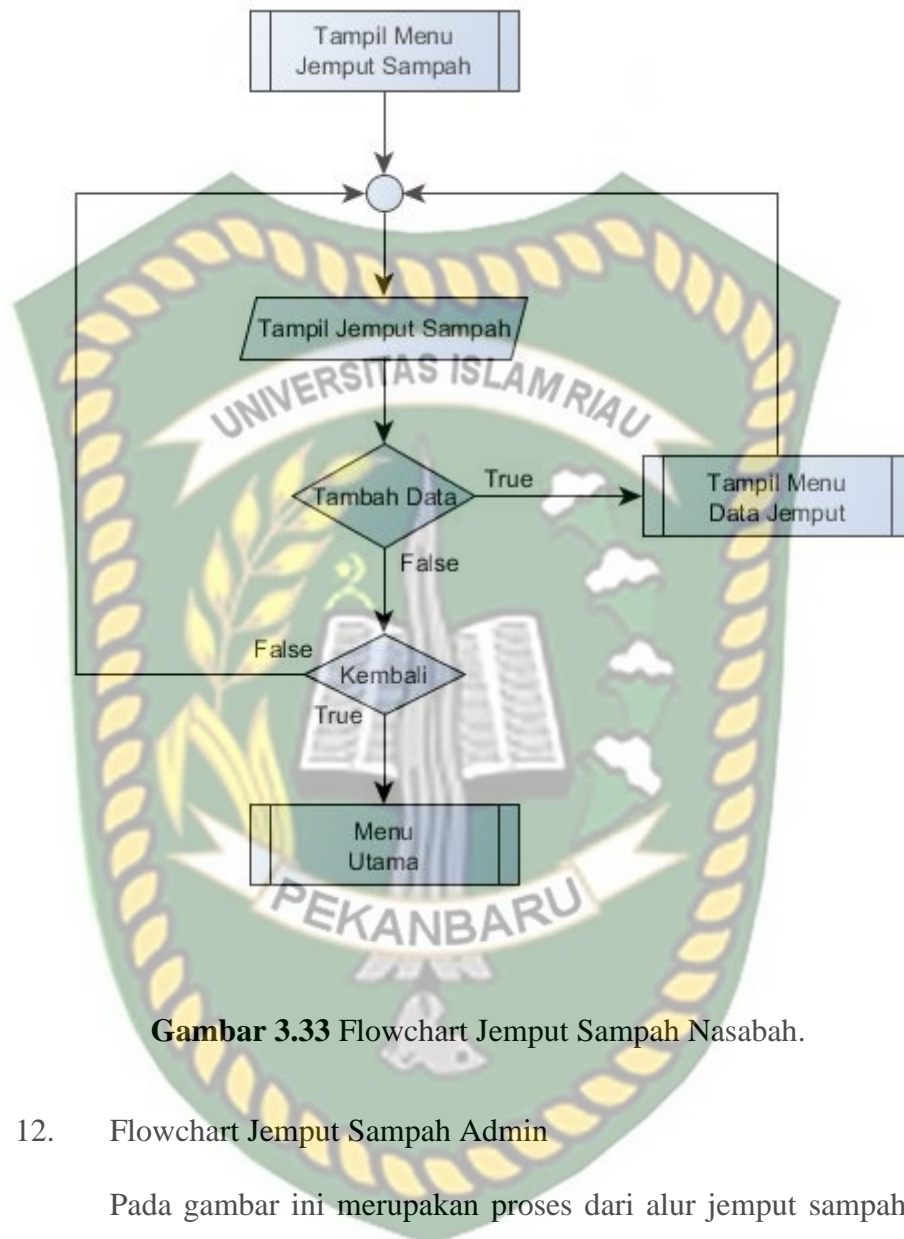 Tampil Menu
Jemput Sampah
Tampil Jemput Sampah
UNIVERSITAS ISLAM RIAU
Tambah Data
True
Tampil Menu
Data Jemput
False
False
Kembali
True
Menu
Utama
PEKANBARU
Gambar 3.33 Flowchart Jemput Sampah Nasabah.
12. Flowchart Jemput Sampah Admin
Pada gambar ini merupakan proses dari alur jemput sampah